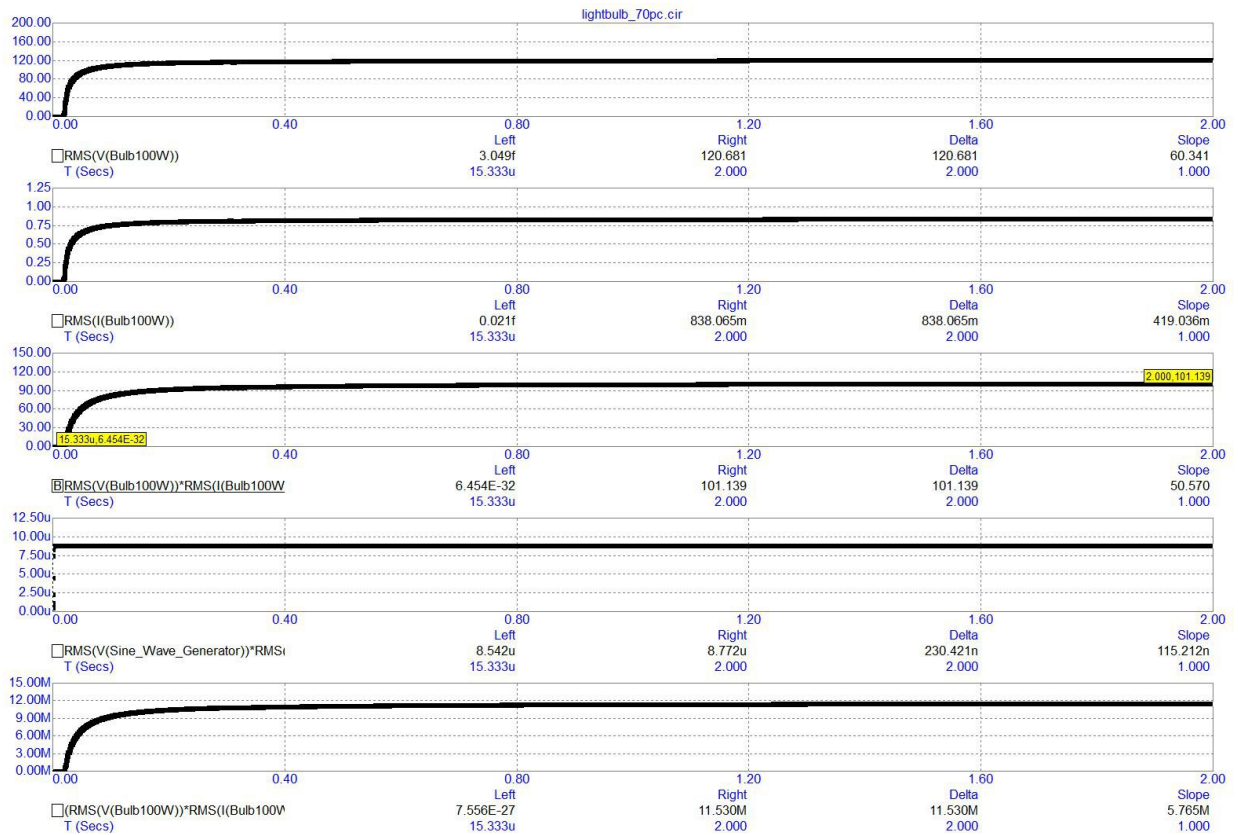 lightbulb_70pc.cir
200.00
160.00
120.00
80.00
40.00
0.00
0.00 0.40 0.80 1.20 1.60 2.00
Left Right Delta Slope
RMS(V(Bulb100W)) 3.049f 120.681 120.681 60.341
T (Secs) 15.333u 2.000 2.000 1.000
1.25
1.00
0.75
0.50
0.25
0.00
0.00 0.40 0.80 1.20 1.60 2.00
Left Right Delta Slope
RMS(I(Bulb100W)) 0.021f 838.065m 838.065m 419.036m
T (Secs) 15.333u 2.000 2.000 1.000
150.00
120.00
2.000,101.139
90.00
60.00
30.00
15.333u,6.454E-32
0.00
0.00 0.40 0.80 1.20 1.60 2.00
Left Right Delta Slope
B RMS(V(Bulb100W))*RMS(I(Bulb100W 6.454E-32 101.139 101.139 50.570
T (Secs) 15.333u 2.000 2.000 1.000
12.50u
10.00u
7.50u
5.00u
2.50u
0.00u
0.00 0.40 0.80 1.20 1.60 2.00
Left Right Delta Slope
RMS(V(Sine_Wave_Generator))*RMS( 8.542u 8.772u 230.421n 115.212n
T (Secs) 15.333u 2.000 2.000 1.000
15.00M
12.00M
9.00M
6.00M
3.00M
0.00M
0.00 0.40 0.80 1.20 1.60 2.00
Left Right Delta Slope
(RMS(V(Bulb100W))*RMS(I(Bulb100W 7.556E-27 11.530M 11.530M 5.765M
T (Secs) 15.333u 2.000 2.000 1.000